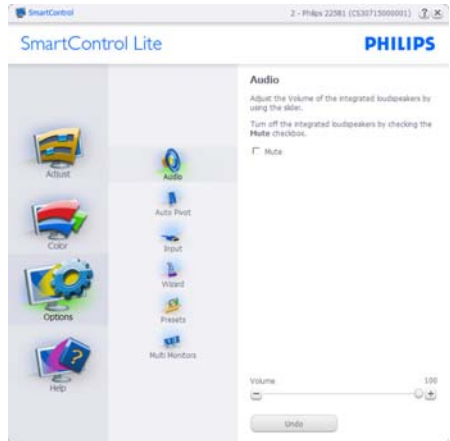 SmartControl
2 - Philips 225B1 (CS30715000001)
SmartControl Lite
PHILIPS
Adjust
Color
Options
Help
Audio
Auto Pivot
Input
Wizard
Presets
Multi Monitors
Audio
Adjust the Volume of the integrated loudspeakers by
using the slider.
Turn off the integrated loudspeakers by checking the
Mute checkbox.
Mute
Volume 100
Undo